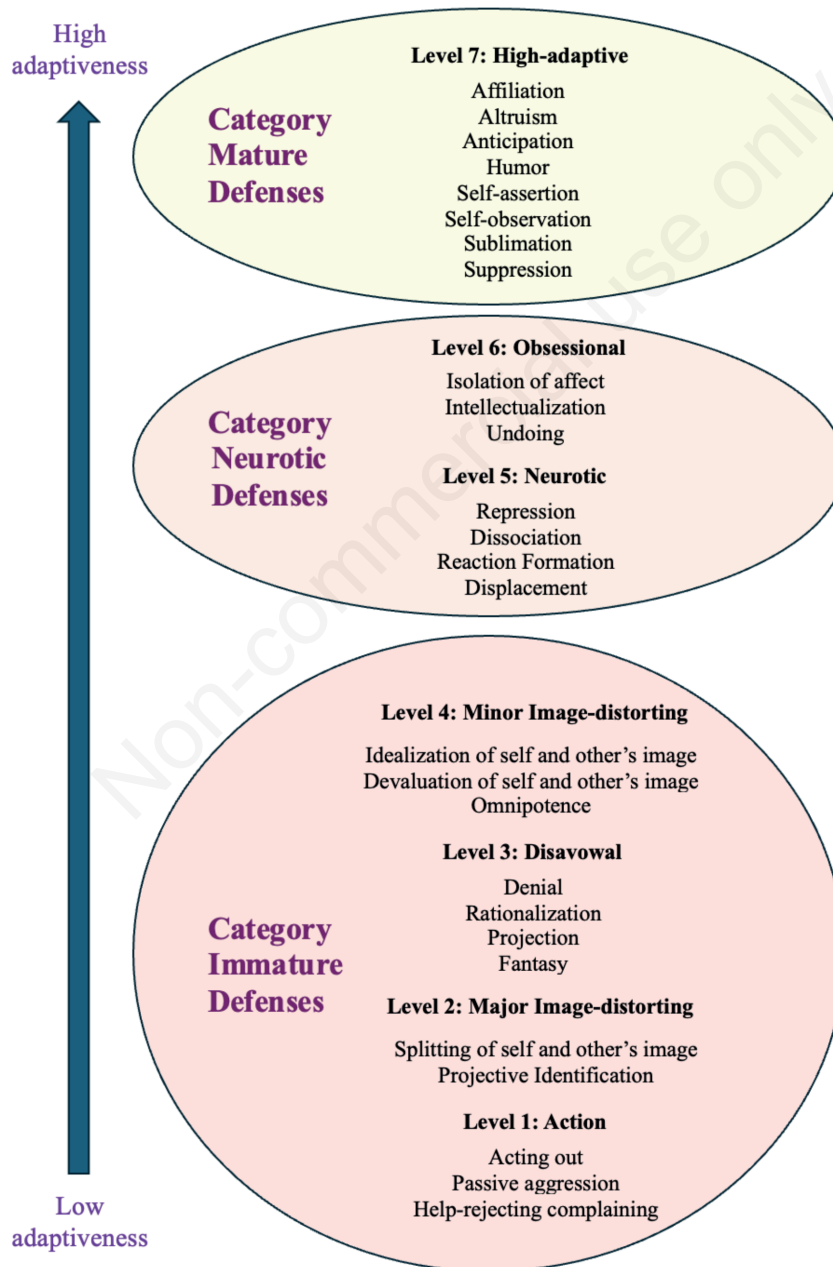 High
adaptiveness
Category
Mature
Defenses
Level 7: High-adaptive
Affiliation
Altruism
Anticipation
Humor
Self-assertion
Self-observation
Sublimation
Suppression
Category
Neurotic
Defenses
Level 6: Obsessional
Isolation of affect
Intellectualization
Undoing
Level 5: Neurotic
Repression
Dissociation
Reaction Formation
Displacement
Category
Immature
Defenses
Level 4: Minor Image-distorting
Idealization of self and other's image
Devaluation of self and other's image
Omnipotence
Level 3: Disavowal
Denial
Rationalization
Projection
Fantasy
Level 2: Major Image-distorting
Splitting of self and other's image
Projective Identification
Level 1: Action
Acting out
Passive aggression
Help-rejecting complaining
Low
adaptiveness
Non-commercial use only